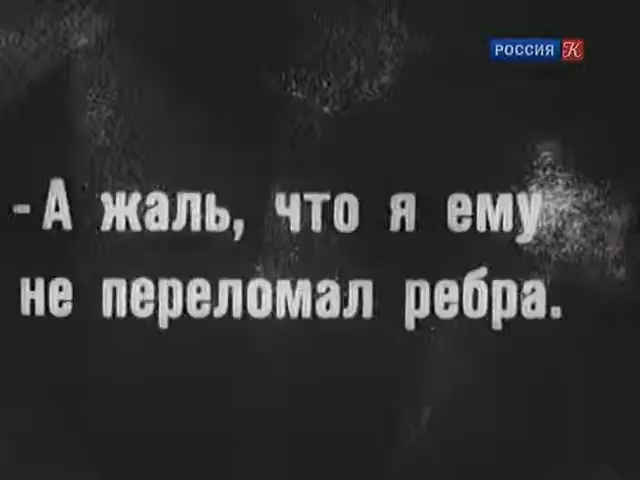 РОССИЯ К
- А жаль, что я ему
не переломал ребра.